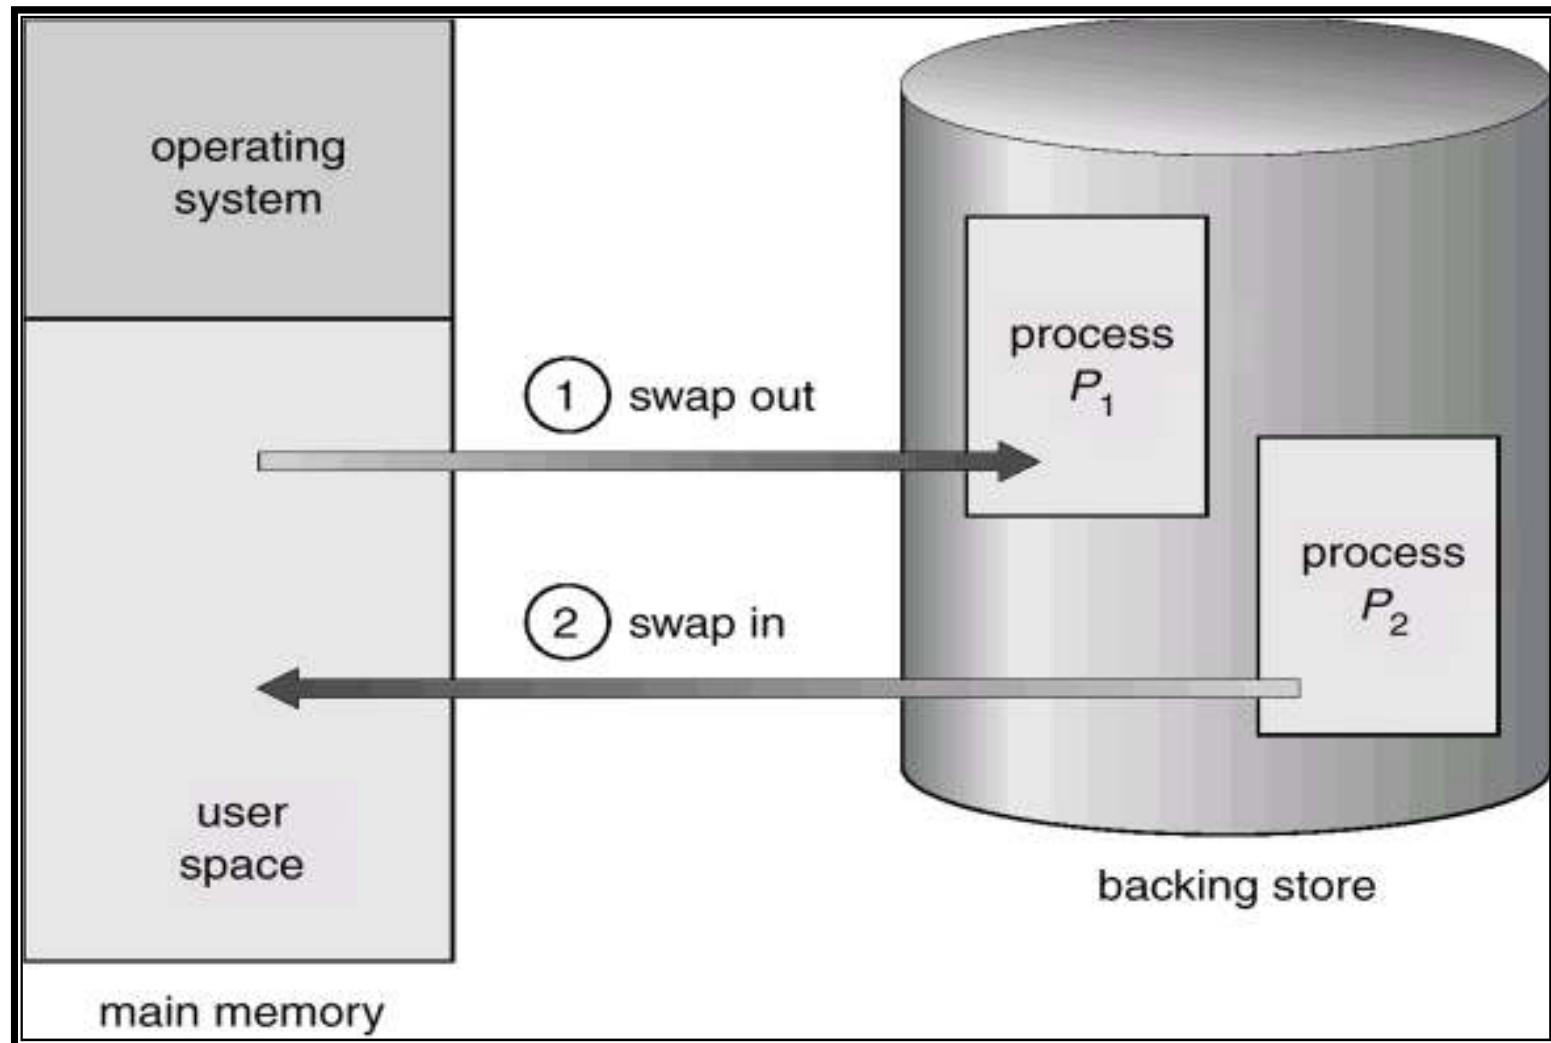 operating
system
1 swap out
process
P1
process
P2
2 swap in
user
space
backing store
main memory